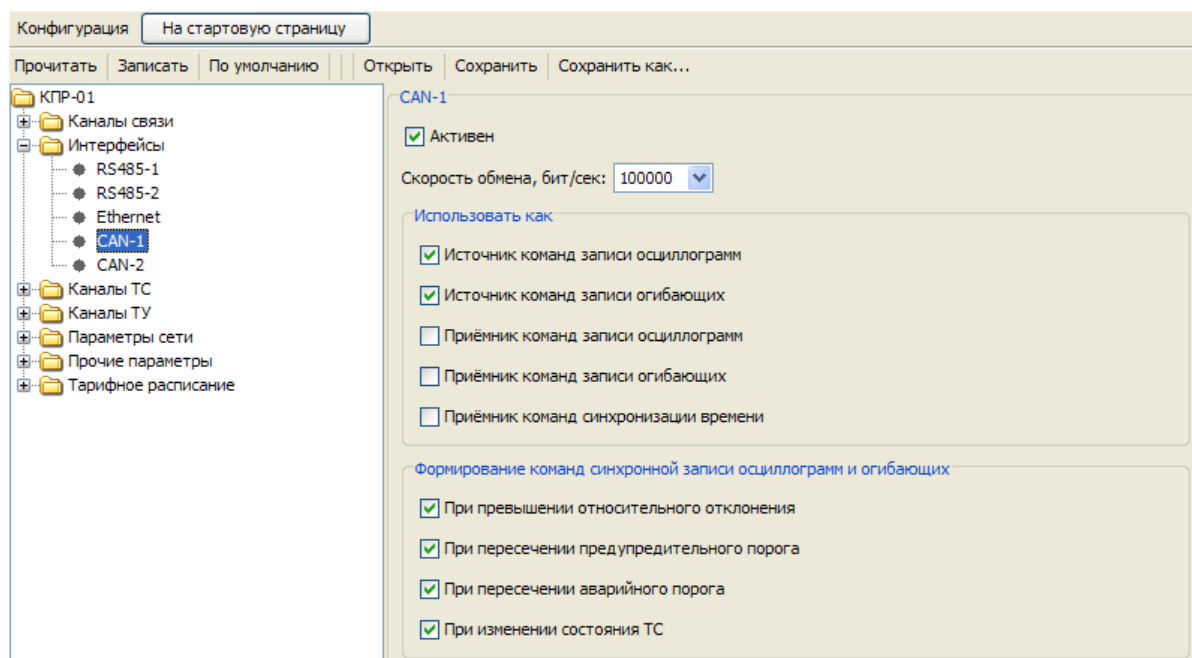 Конфигурация На стартовую страницу
Прочитать Записать По умолчанию Открыть Сохранить Сохранить как...
КПР-01
Каналы связи
Интерфейсы
RS485-1
RS485-2
Ethernet
CAN-1
CAN-2
Каналы ТС
Каналы ТУ
Параметры сети
Прочие параметры
Тарифное расписание
CAN-1
Активен
Скорость обмена, бит/сек: 100000
Использовать как
Источник команд записи осциллограмм
Источник команд записи огибающих
Приёмник команд записи осциллограмм
Приёмник команд записи огибающих
Приёмник команд синхронизации времени
Формирование команд синхронной записи осциллограмм и огибающих
При превышении относительного отклонения
При пересечении предупредительного порога
При пересечении аварийного порога
При изменении состояния ТС